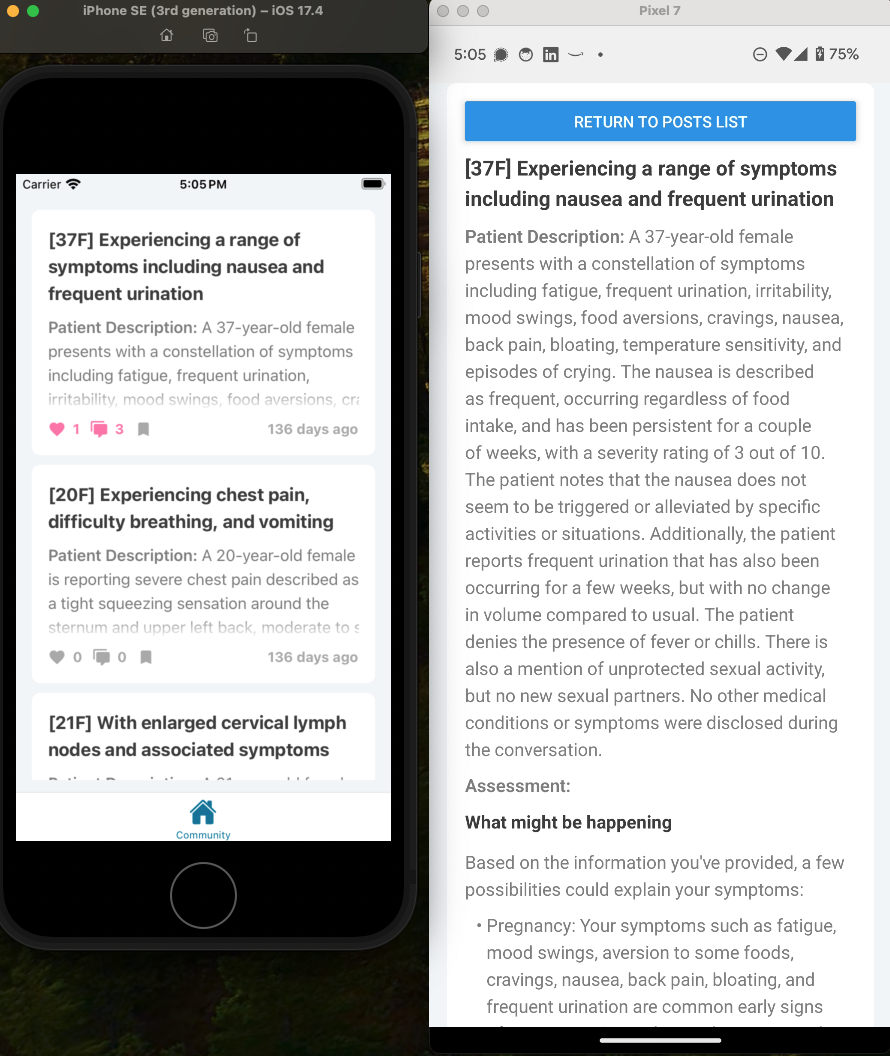 iPhone SE (3rd generation) – iOS 17.4
Carrier
5:05 PM
[37F] Experiencing a range of
symptoms including nausea and
frequent urination
Patient Description: A 37-year-old female
presents with a constellation of symptoms
including fatigue, frequent urination,
irritability, mood swings, food aversions, cra
1 3 136 days ago
[20F] Experiencing chest pain,
difficulty breathing, and vomiting
Patient Description: A 20-year-old female
is reporting severe chest pain described as
a tight squeezing sensation around the
sternum and upper left back, moderate to s
0 0 136 days ago
[21F] With enlarged cervical lymph
nodes and associated symptoms
Community
Pixel 7
5:05 in 75%
RETURN TO POSTS LIST
[37F] Experiencing a range of symptoms
including nausea and frequent urination
Patient Description: A 37-year-old female
presents with a constellation of symptoms
including fatigue, frequent urination, irritability,
mood swings, food aversions, cravings, nausea,
back pain, bloating, temperature sensitivity, and
episodes of crying. The nausea is described
as frequent, occurring regardless of food
intake, and has been persistent for a couple
of weeks, with a severity rating of 3 out of 10.
The patient notes that the nausea does not
seem to be triggered or alleviated by specific
activities or situations. Additionally, the patient
reports frequent urination that has also been
occurring for a few weeks, but with no change
in volume compared to usual. The patient
denies the presence of fever or chills. There is
also a mention of unprotected sexual activity,
but no new sexual partners. No other medical
conditions or symptoms were disclosed during
the conversation.
Assessment:
What might be happening
Based on the information you've provided, a few
possibilities could explain your symptoms:
• Pregnancy: Your symptoms such as fatigue,
mood swings, aversion to some foods,
cravings, nausea, back pain, bloating, and
frequent urination are common early signs